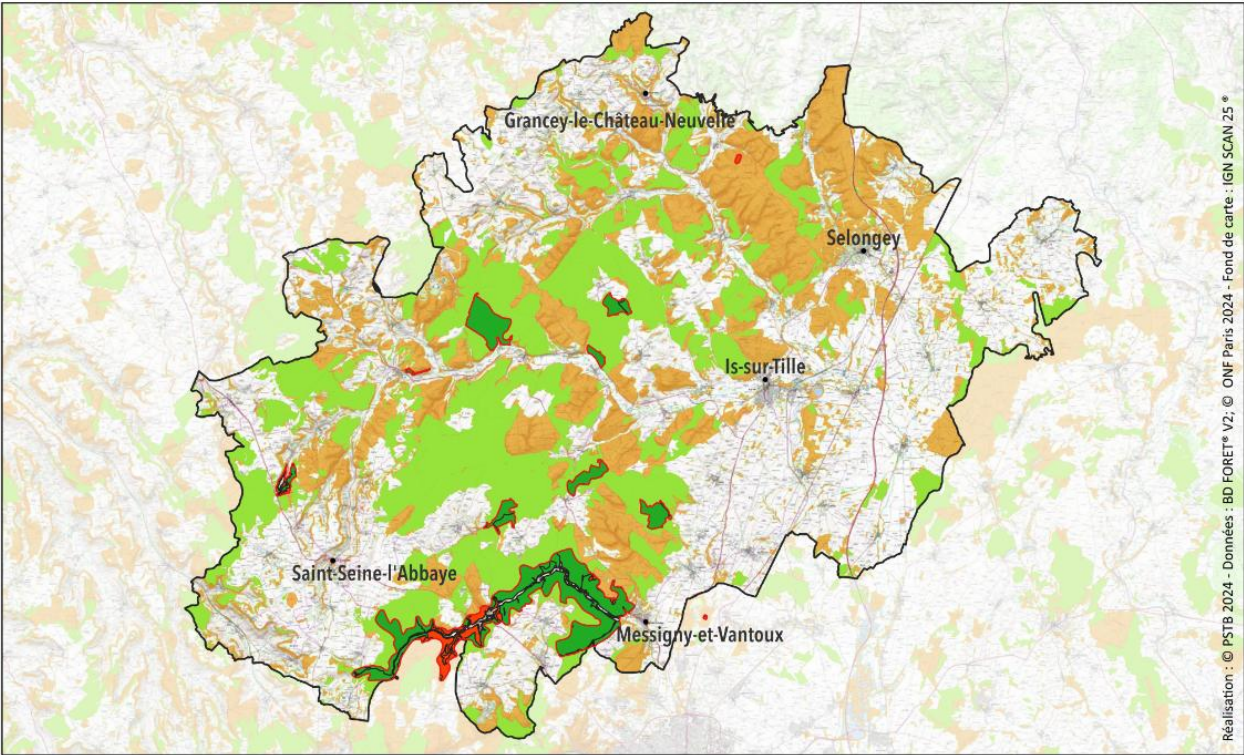 Grancey-le-Château-Neuvelle
Selongey
Is-sur-Tille
Saint-Seine-l'Abbaye
Messigny-et-Vantoux
Réalisation : © PSTB 2024 - Données : BD FORET® V2; © ONF Paris 2024 - Fond de carte : IGN SCAN 25 ®